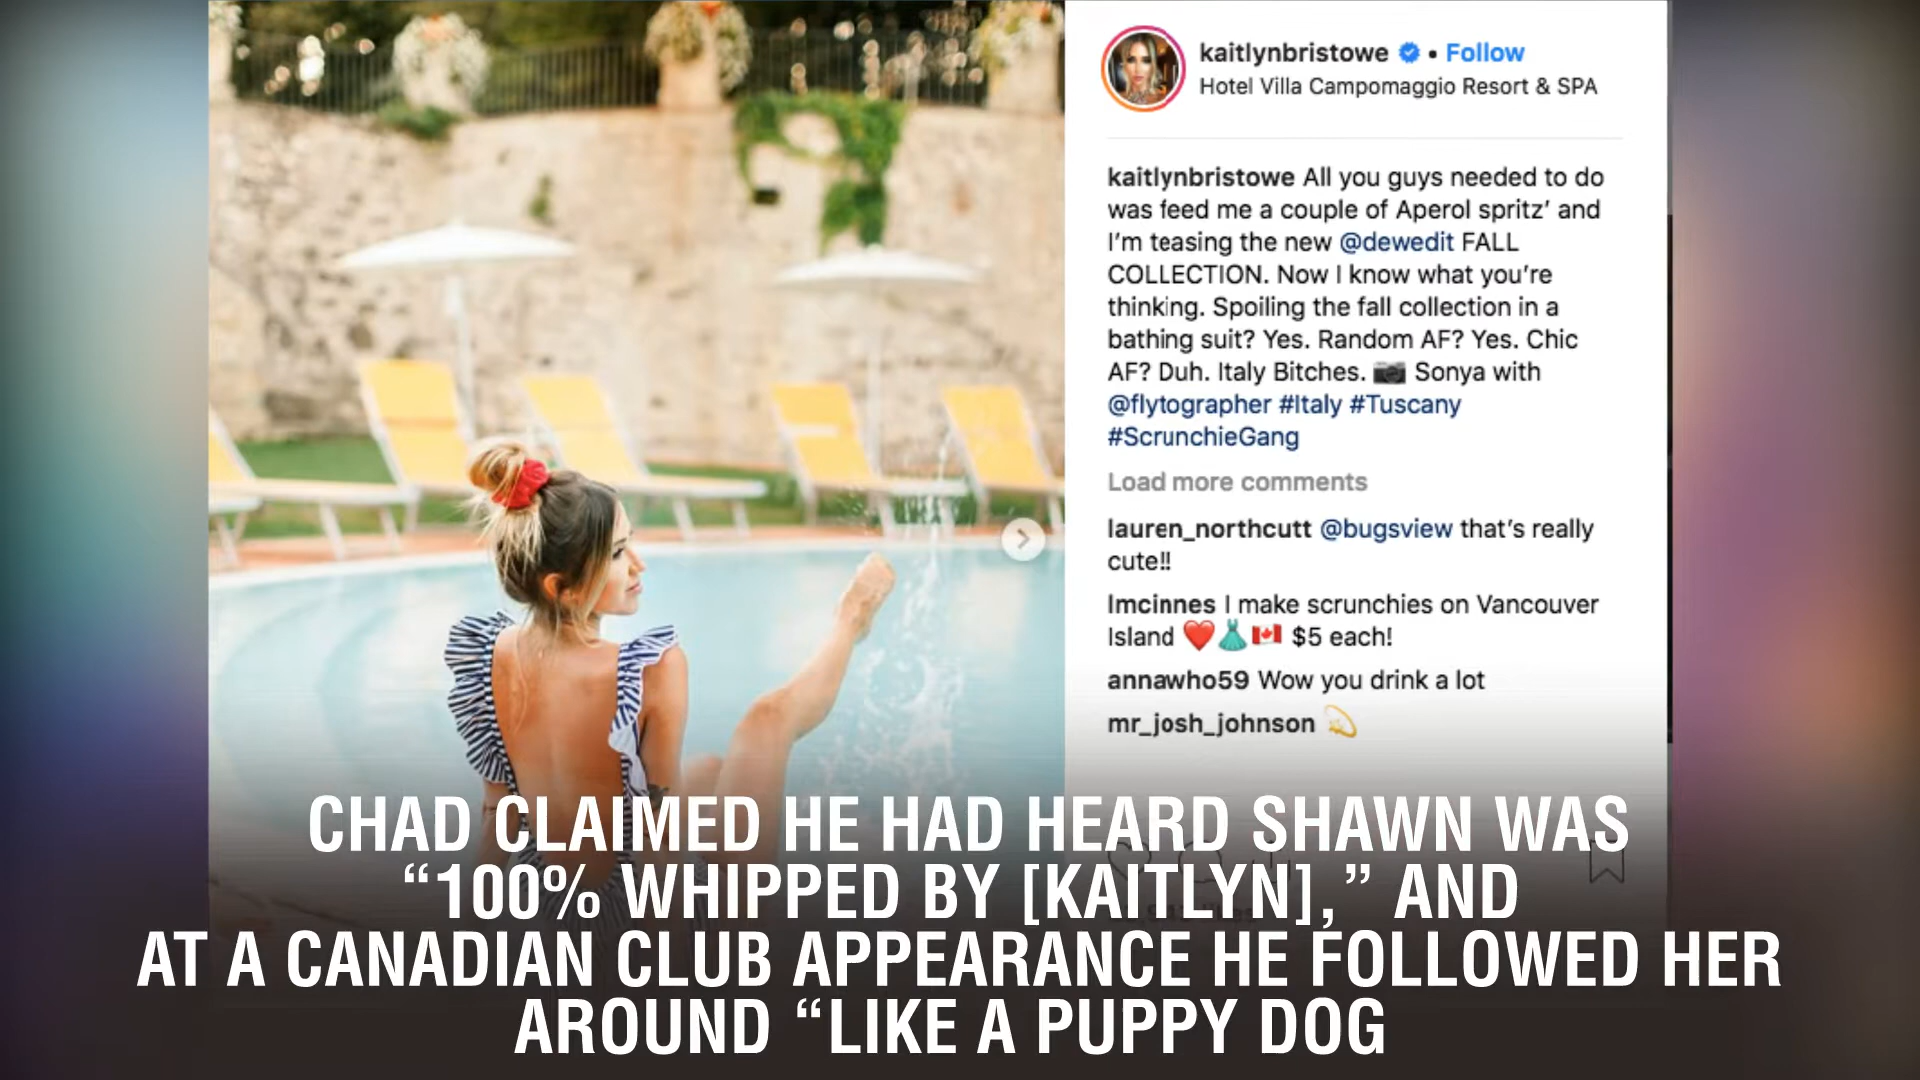 kaitlynbristowe • Follow
Hotel Villa Campomaggio Resort & SPA
kaitlynbristowe All you guys needed to do
was feed me a couple of Aperol spritz’ and
I’m teasing the new @dewedit FALL
COLLECTION. Now I know what you’re
thinking. Spoiling the fall collection in a
bathing suit? Yes. Random AF? Yes. Chic
AF? Duh. Italy Bitches. 📷 Sonya with
@flytographer #Italy #Tuscany
#ScrunchieGang
Load more comments
lauren_northcutt @bugsview that’s really
cute!!
lmcinnes I make scrunchies on Vancouver
Island ❤️👗🇨🇦 $5 each!
annawho59 Wow you drink a lot
mr_josh_johnson 💫
CHAD CLAIMED HE HAD HEARD SHAWN WAS
“100% WHIPPED BY [KAITLYN],” AND
AT A CANADIAN CLUB APPEARANCE HE FOLLOWED HER
AROUND “LIKE A PUPPY DOG